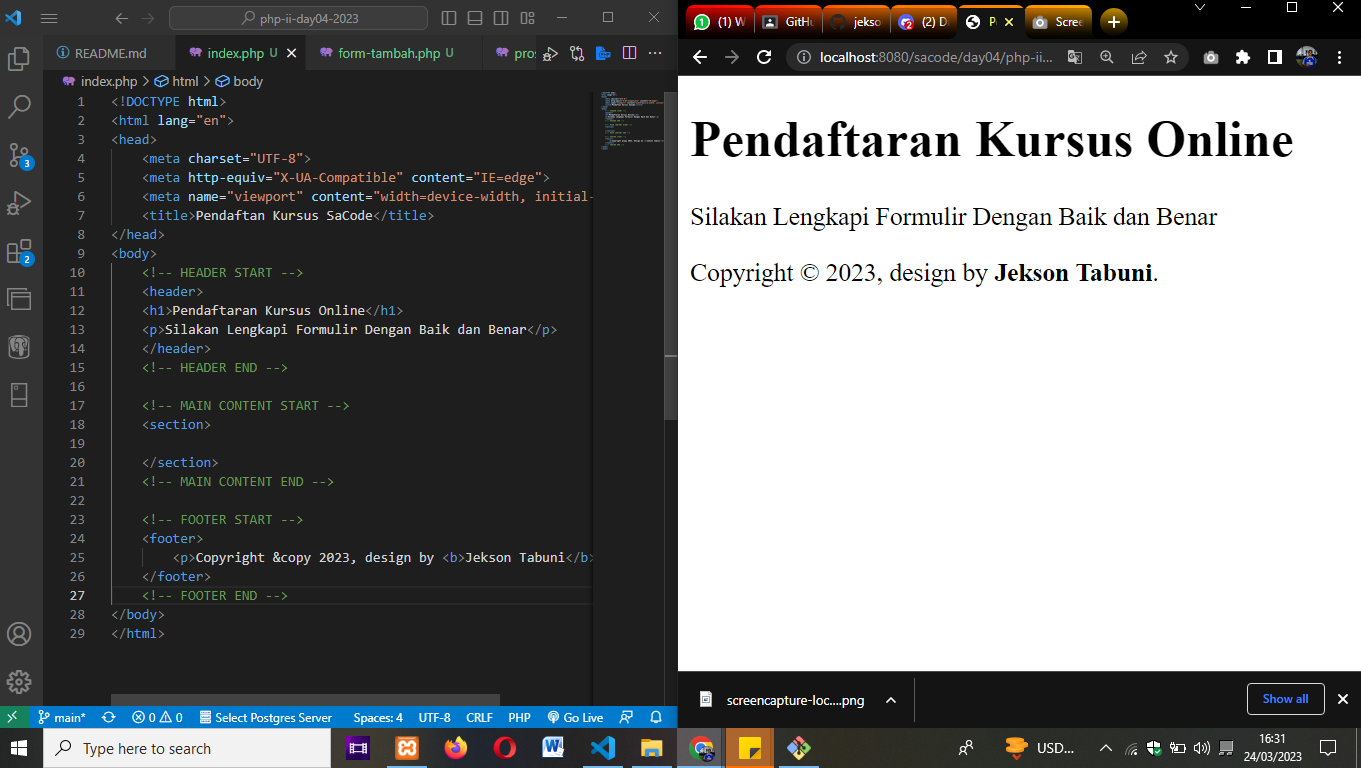 php-ii-day04-2023
README.md
index.php U
form-tambah.php U
pros
index.php > html > body
1 <!DOCTYPE html>
2 <html lang="en">
3 <head>
4 <meta charset="UTF-8">
5 <meta http-equiv="X-UA-Compatible" content="IE=edge">
6 <meta name="viewport" content="width=device-width, initial-
7 <title>Pendaftan Kursus SaCode</title>
8 </head>
9 <body>
10 <!-- HEADER START -->
11 <header>
12 <h1>Pendaftaran Kursus Online</h1>
13 <p>Silakan Lengkapi Formulir Dengan Baik dan Benar</p>
14 </header>
15 <!-- HEADER END -->
16
17 <!-- MAIN CONTENT START -->
18 <section>
19
20 </section>
21 <!-- MAIN CONTENT END -->
22
23 <!-- FOOTER START -->
24 <footer>
25 <p>Copyright &copy 2023, design by <b>Jekson Tabuni</b>
26 </footer>
27 <!-- FOOTER END -->
28 </body>
29 </html>
3
2
main*
0
0
Select Postgres Server
Spaces: 4
UTF-8
CRLF
PHP
Go Live
1
(1) W
GitHu
jekso
2
(2) D
P
Scree
localhost:8080/sacode/day04/php-ii...
Pendaftaran Kursus Online
Silakan Lengkapi Formulir Dengan Baik dan Benar
Copyright © 2023, design by Jekson Tabuni.
screencapture-loc....png
Show all
Type here to search
USD...
16:31
24/03/2023